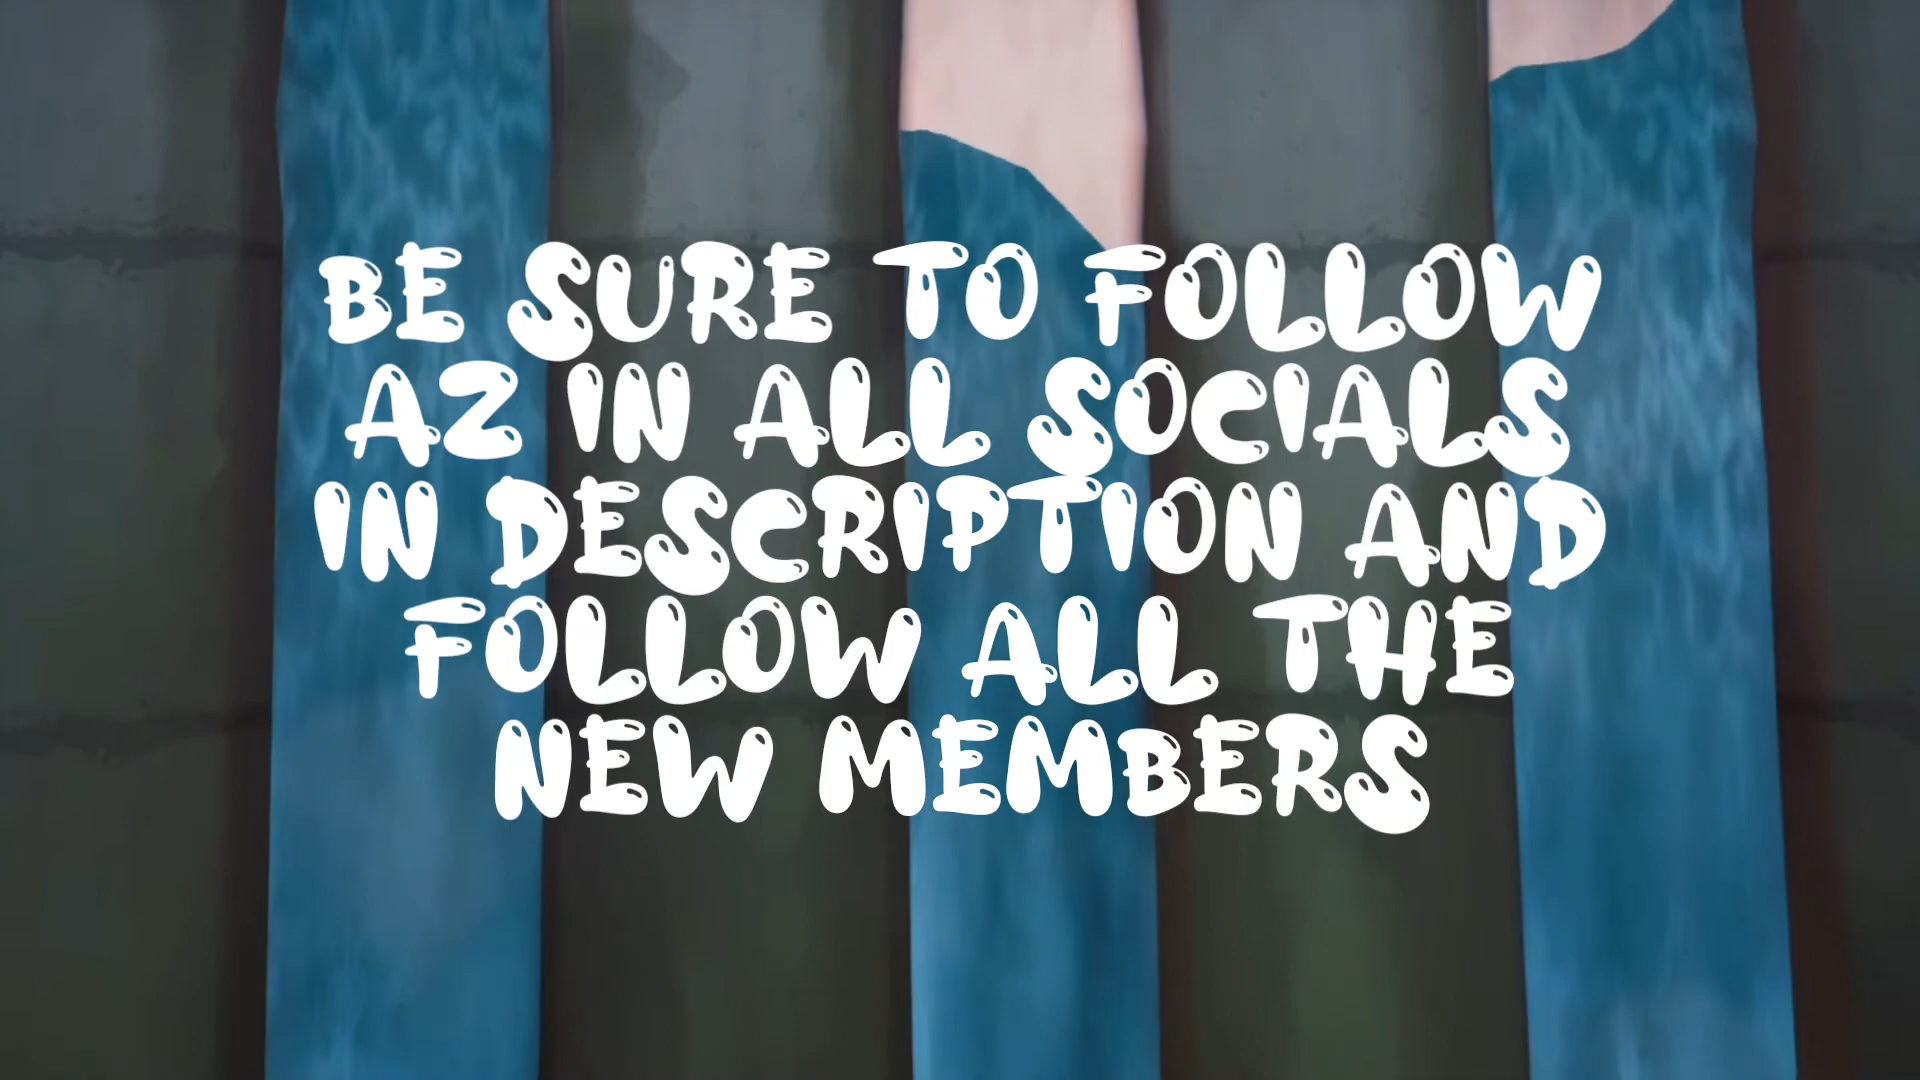 BE SURE TO FOLLOW
AZ IN ALL SOCIALS
IN DESCRIPTION AND
FOLLOW ALL THE
NEW MEMBERS